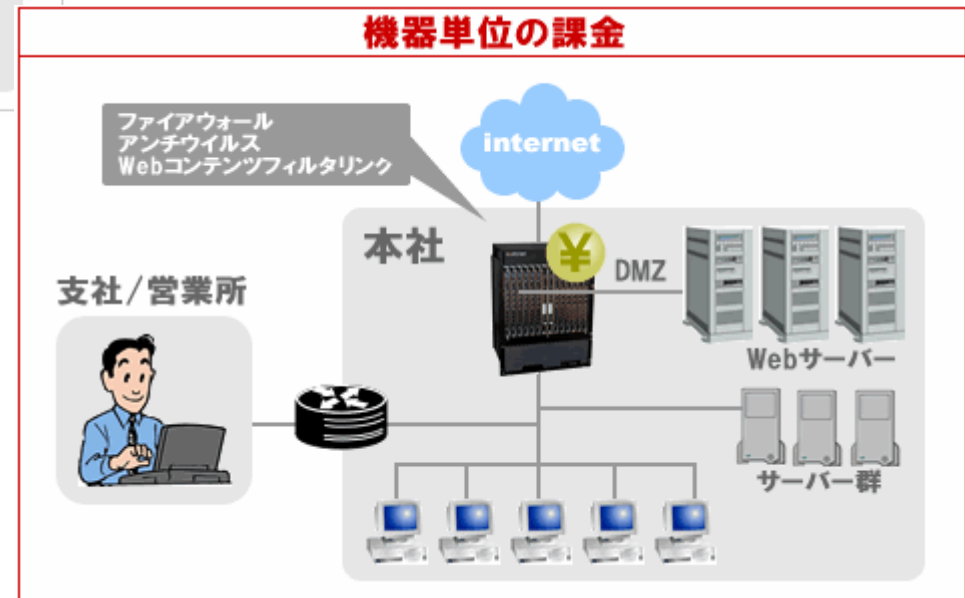 機器単位の課金
ファイアウォール
アンチウイルス
Webコンテンツフィルタリンク
internet
本社
¥
DMZ
支社/営業所
Webサーバー
サーバー群